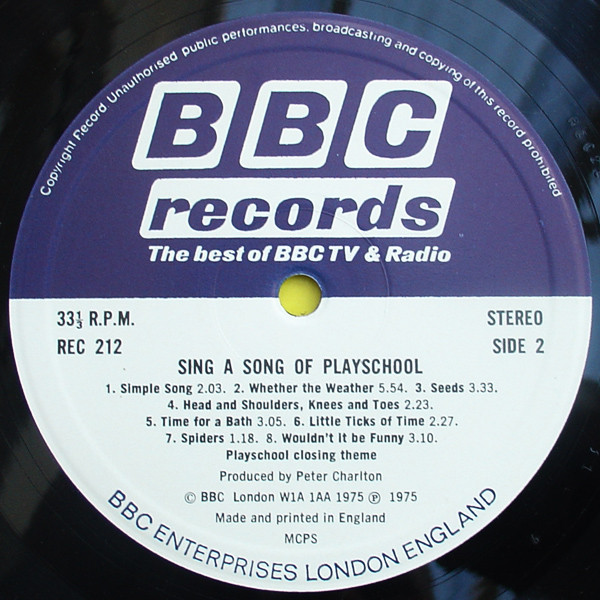 Copyright Record Unauthorised public performances, broadcasting and copying of this record prohibited
BBC
records
The best of BBC TV & Radio
33⅓ R.P.M.
STEREO
REC 212
SIDE 2
SING A SONG OF PLAYSCHOOL
1. Simple Song 2.03. 2. Whether the Weather 5.54. 3. Seeds 3.33.
4. Head and Shoulders, Knees and Toes 2.23.
5. Time for a Bath 3.05. 6. Little Ticks of Time 2.27.
7. Spiders 1.18. 8. Wouldn't it be Funny 3.10.
Playschool closing theme
Produced by Peter Charlton
© BBC London W1A 1AA 1975 ℗ 1975
Made and printed in England
MCPS
BBC ENTERPRISES LONDON ENGLAND